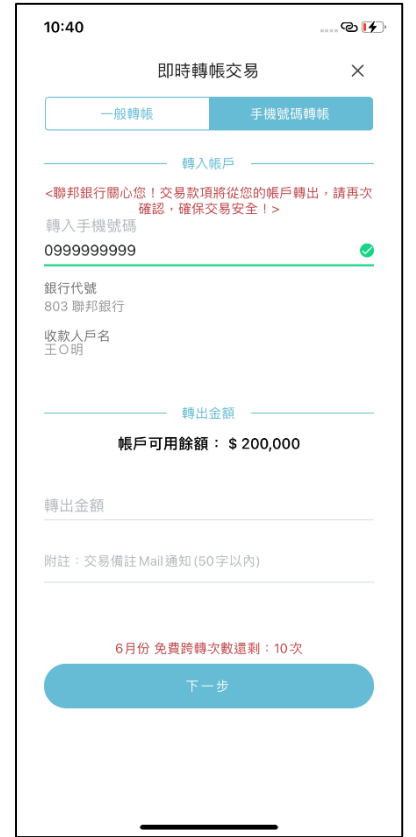 10:40
即時轉帳交易
一般轉帳
手機號碼轉帳
轉入帳戶
<聯邦銀行關心您！交易款項將從您的帳戶轉出，請再次
確認，確保交易安全！>
轉入手機號碼
0999999999
銀行代號
803 聯邦銀行
收款人戶名
王O明
轉出金額
帳戶可用餘額： $ 200,000
轉出金額
附註：交易備註Mail通知(50字以內)
6月份 免費跨轉次數還剩：10次
下一步